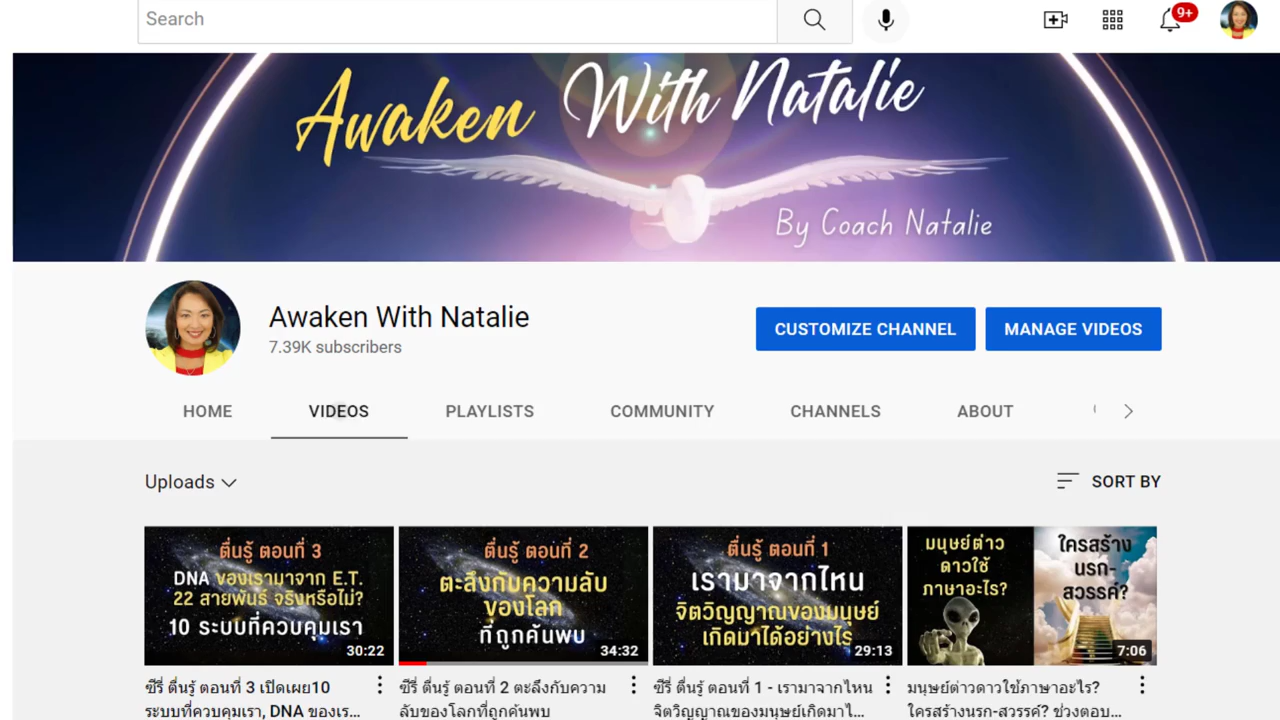 Search
9+
Awaken With Natalie
By Coach Natalie
Awaken With Natalie
7.39K subscribers
CUSTOMIZE CHANNEL
MANAGE VIDEOS
HOME
VIDEOS
PLAYLISTS
COMMUNITY
CHANNELS
ABOUT
Uploads
SORT BY
ตื่นรู้ ตอนที่ 3
DNA ของเรามาจาก E.T.
22 สายพันธุ์ จริงหรือไม่?
10 ระบบที่ควบคุมเรา
30:22
ตื่นรู้ ตอนที่ 2
ตะลึงกับความลับ
ของโลก
ที่ถูกค้นพบ
34:32
ตื่นรู้ ตอนที่ 1
เรามาจากไหน
จิตวิญญาณของมนุษย์
เกิดมาได้อย่างไร
29:13
มนุษย์ต่าว
ดาวใช้
ภาษาอะไร?
ใครสร้าง
นรก-
สวรรค์?
7:06
ซีรี่ ตื่นรู้ ตอนที่ 3 เปิดเผย10
ระบบที่ควบคุมเรา, DNA ของเร...
ซีรี่ ตื่นรู้ ตอนที่ 2 ตะลึงกับความ
ลับของโลกที่ถูกค้นพบ
ซีรี่ ตื่นรู้ ตอนที่ 1 - เรามาจากไหน
จิตวิญญาณของมนุษย์เกิดมาไ...
มนุษย์ต่าวดาวใช้ภาษาอะไร?
ใครสร้างนรก-สวรรค์? ช่วงตอบ...